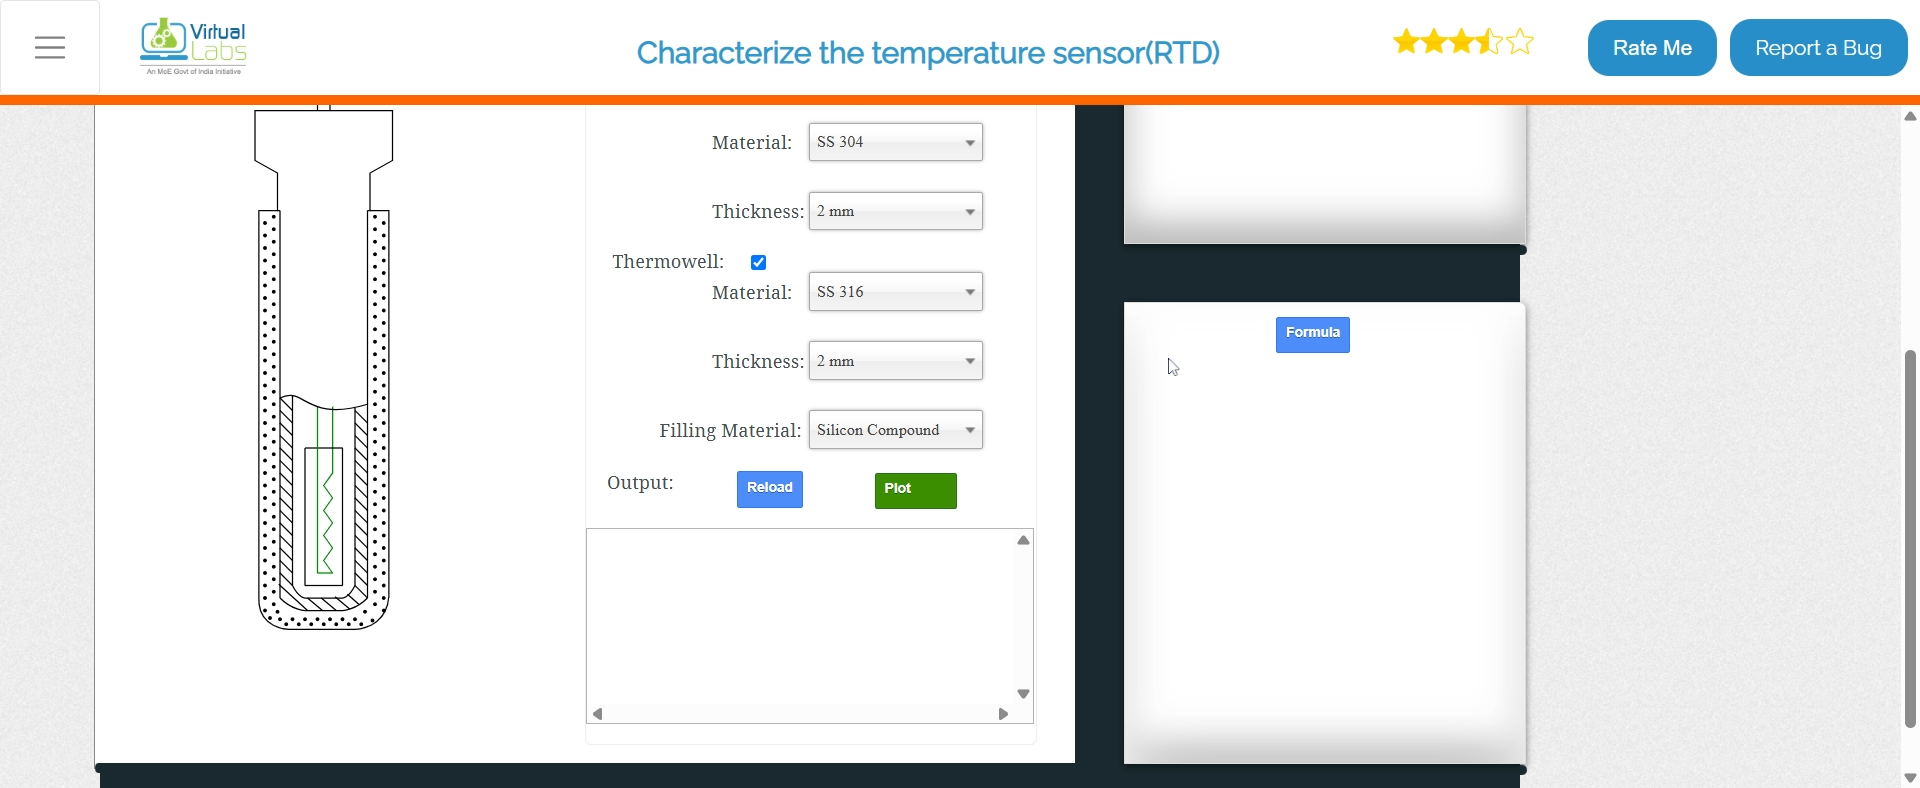 Virtual
Labs
An MoE Govt of India Initiative
Characterize the temperature sensor(RTD)
Rate Me
Report a Bug
Material: SS 304
Thickness: 2 mm
Thermowell:
Material: SS 316
Thickness: 2 mm
Filling Material: Silicon Compound
Output: Reload Plot
Formula